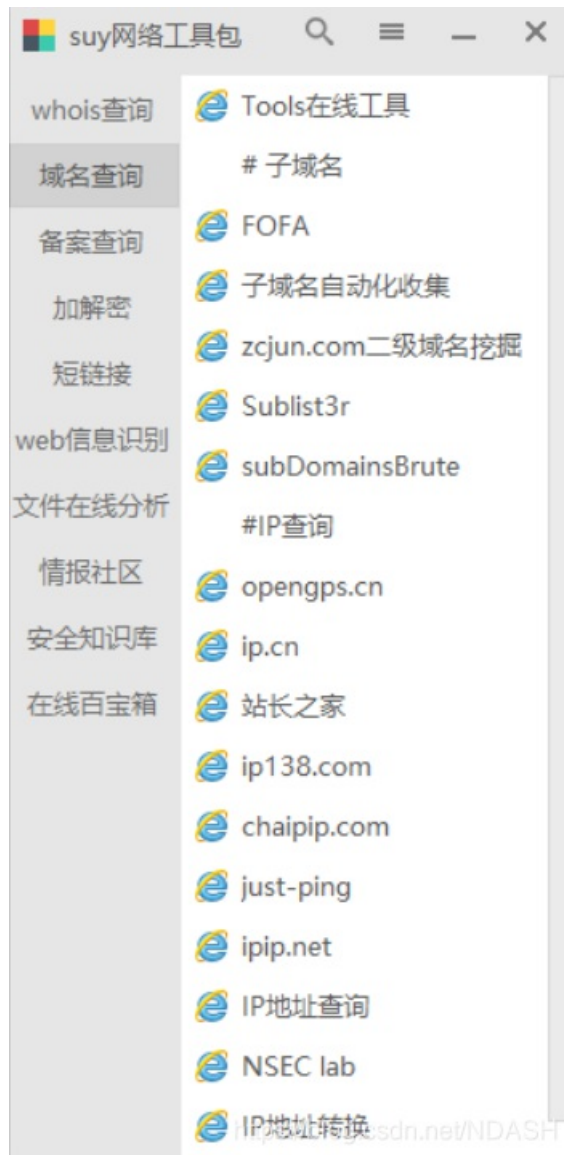 suy网络工具包
whois查询
域名查询
备案查询
加解密
短链接
web信息识别
文件在线分析
情报社区
安全知识库
在线百宝箱
Tools在线工具
# 子域名
FOFA
子域名自动化收集
zcjun.com二级域名挖掘
Sublist3r
subDomainsBrute
#IP查询
opengps.cn
ip.cn
站长之家
ip138.com
chaipip.com
just-ping
ipip.net
IP地址查询
NSEC lab
IP地址转换
csdn.net/NDASH